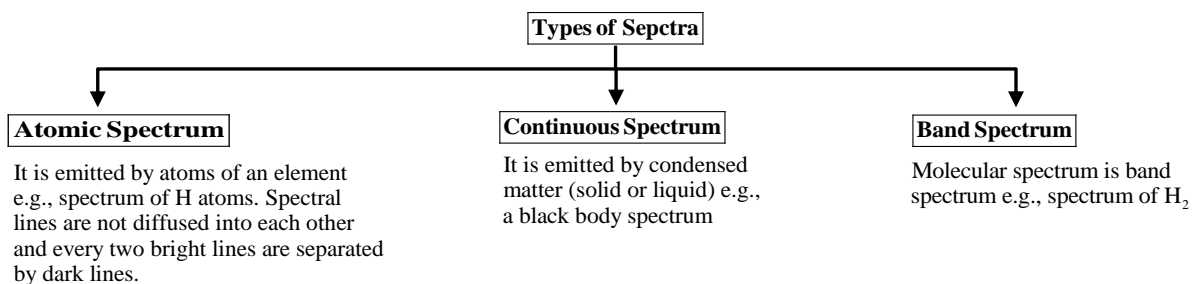 Types of Sepctra
Atomic Spectrum
It is emitted by atoms of an element
e.g., spectrum of H atoms. Spectral
lines are not diffused into each other
and every two bright lines are separated
by dark lines.
Continuous Spectrum
It is emitted by condensed
matter (solid or liquid) e.g.,
a black body spectrum
Band Spectrum
Molecular spectrum is band
spectrum e.g., spectrum of H₂